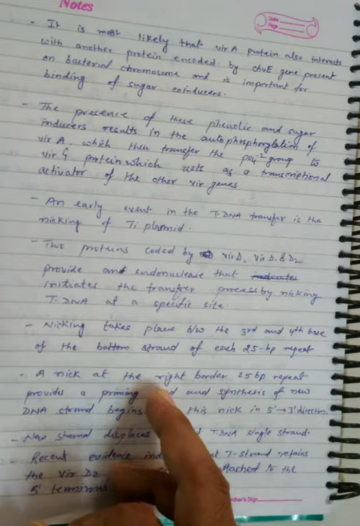 Notes
- It is most likely that vir A protein also interacts
with another protein encoded by chvE gene present
on bacterial chromosome and is important for
binding of sugar coinducers.
- The presence of these phenolic and sugar
inducers results in the autophosphorylation of
vir A. which then transfer the group to
vir G protein which acts as a transcriptional
activator of the other vir genes
- An early event in the T-DNA transfer is the
nicking of Ti plasmid.
- Two proteins coded by vir D, Vir D1 & D2
provide and endonuclease that
initiates the transfer process by nicking
T-DNA at a specific site.
- Nicking takes place b/w the 3rd and 4th base
of the bottom strand of each 25-bp repeat
- A nick at the right border 25 bp repeat
provides a priming and synthesis of new
DNA strand begins this nick in 5'→3' direction.
- New strand displaces T-DNA single strand.
- Recent evidence T-strand retains
the Vir D2 attached to the
5' terminus